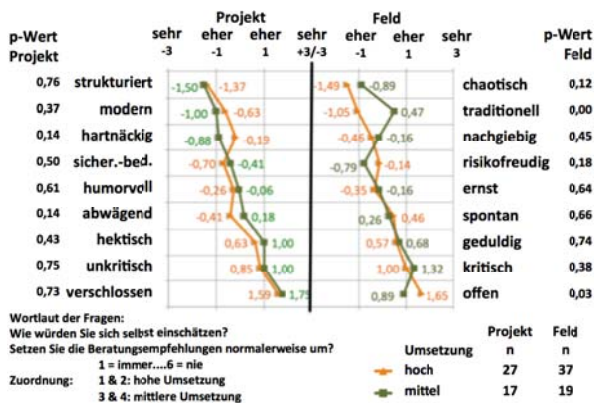 Projekt Feld
p-Wert sehr eher eher sehr eher eher sehr p-Wert
Projekt -3 -1 1 +3/-3 -1 1 3 Feld
0,76 strukturiert -1,50 -1,37 -1,49 -0,89 chaotisch 0,12
0,37 modern -1,00 -0,63 -1,05 0,47 traditionell 0,00
0,14 hartnäckig -0,88 -0,19 -0,46 -0,16 nachgiebig 0,45
0,50 sicher.-bed. -0,70 -0,41 -0,79 -0,14 risikofreudig 0,18
0,61 humorvoll -0,26 -0,06 -0,35 -0,16 ernst 0,64
0,14 abwägend -0,41 0,18 0,26 0,46 spontan 0,66
0,43 hektisch 0,63 1,00 0,57 0,68 geduldig 0,74
0,75 unkritisch 0,85 1,00 1,00 1,32 kritisch 0,38
0,73 verschlossen 1,59 1,75 0,89 1,65 offen 0,03
Wortlaut der Fragen:
Wie würden Sie sich selbst einschätzen?
Setzen Sie die Beratungsempfehlungen normalerweise um?
1 = immer....6 = nie
Zuordnung: 1 & 2: hohe Umsetzung
3 & 4: mittlere Umsetzung
Projekt Feld
Umsetzung n n
hoch 27 37
mittel 17 19